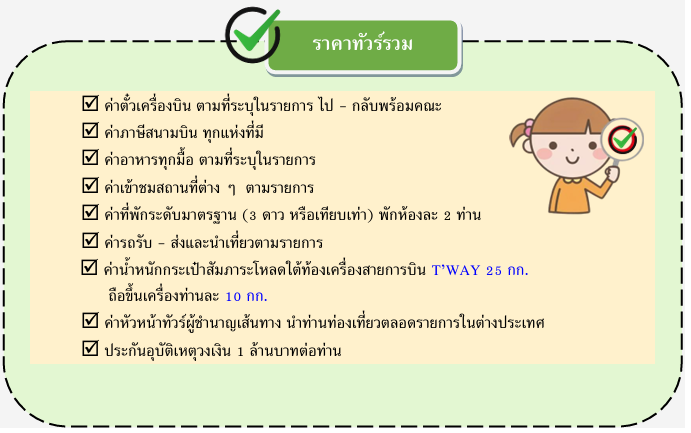 ราคาทัวร์รวม
ค่าตั๋วเครื่องบิน ตามที่ระบุในรายการ ไป - กลับพร้อมคณะ
ค่าภาษีสนามบิน ทุกแห่งที่มี
ค่าอาหารทุกมื้อ ตามที่ระบุในรายการ
ค่าเข้าชมสถานที่ต่าง ๆ ตามรายการ
ค่าที่พักระดับมาตรฐาน (3 ดาว หรือเทียบเท่า) พักห้องละ 2 ท่าน
ค่ารถรับ - ส่งและนำเที่ยวตามรายการ
ค่าน้ำหนักกระเป๋าสัมภาระโหลดใต้ท้องเครื่องสายการบิน T'WAY 25 กก.
ถือขึ้นเครื่องท่านละ 10 กก.
ค่าหัวหน้าทัวร์ผู้ชำนาญเส้นทาง นำท่านท่องเที่ยวตลอดรายการในต่างประเทศ
ประกันอุบัติเหตุวงเงิน 1 ล้านบาทต่อท่าน